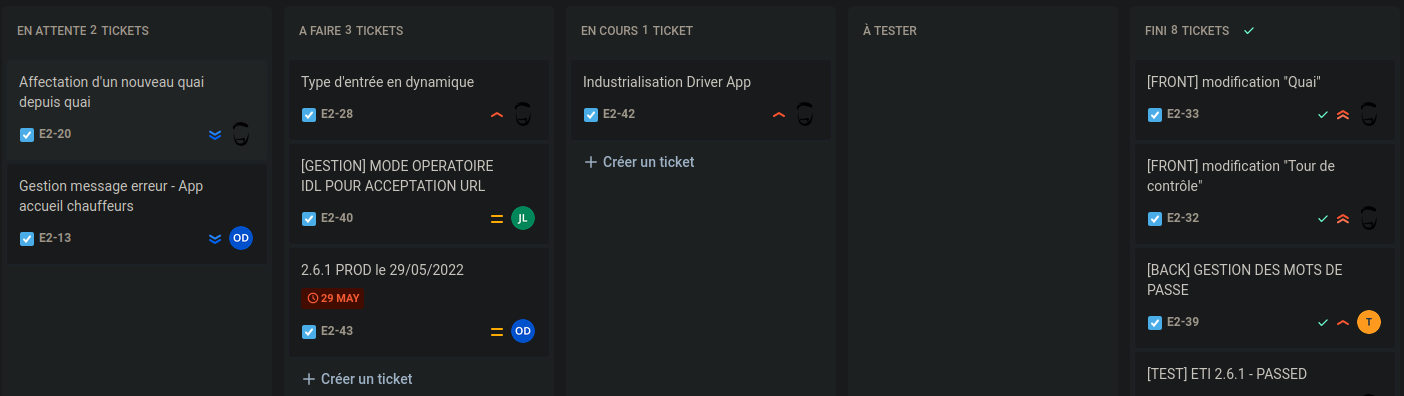 EN ATTENTE 2 TICKETS
Affectation d'un nouveau quai
depuis quai
E2-20
Gestion message erreur - App
accueil chauffeurs
E2-13
OD
A FAIRE 3 TICKETS
Type d'entrée en dynamique
E2-28
[GESTION] MODE OPERATOIRE
IDL POUR ACCEPTATION URL
E2-40
JL
2.6.1 PROD le 29/05/2022
29 MAY
E2-43
OD
+ Créer un ticket
EN COURS 1 TICKET
Industrialisation Driver App
E2-42
+ Créer un ticket
À TESTER
FINI 8 TICKETS
[FRONT] modification "Quai"
E2-33
[FRONT] modification "Tour de
contrôle"
E2-32
[BACK] GESTION DES MOTS DE
PASSE
E2-39
T
[TEST] ETI 2.6.1 - PASSED